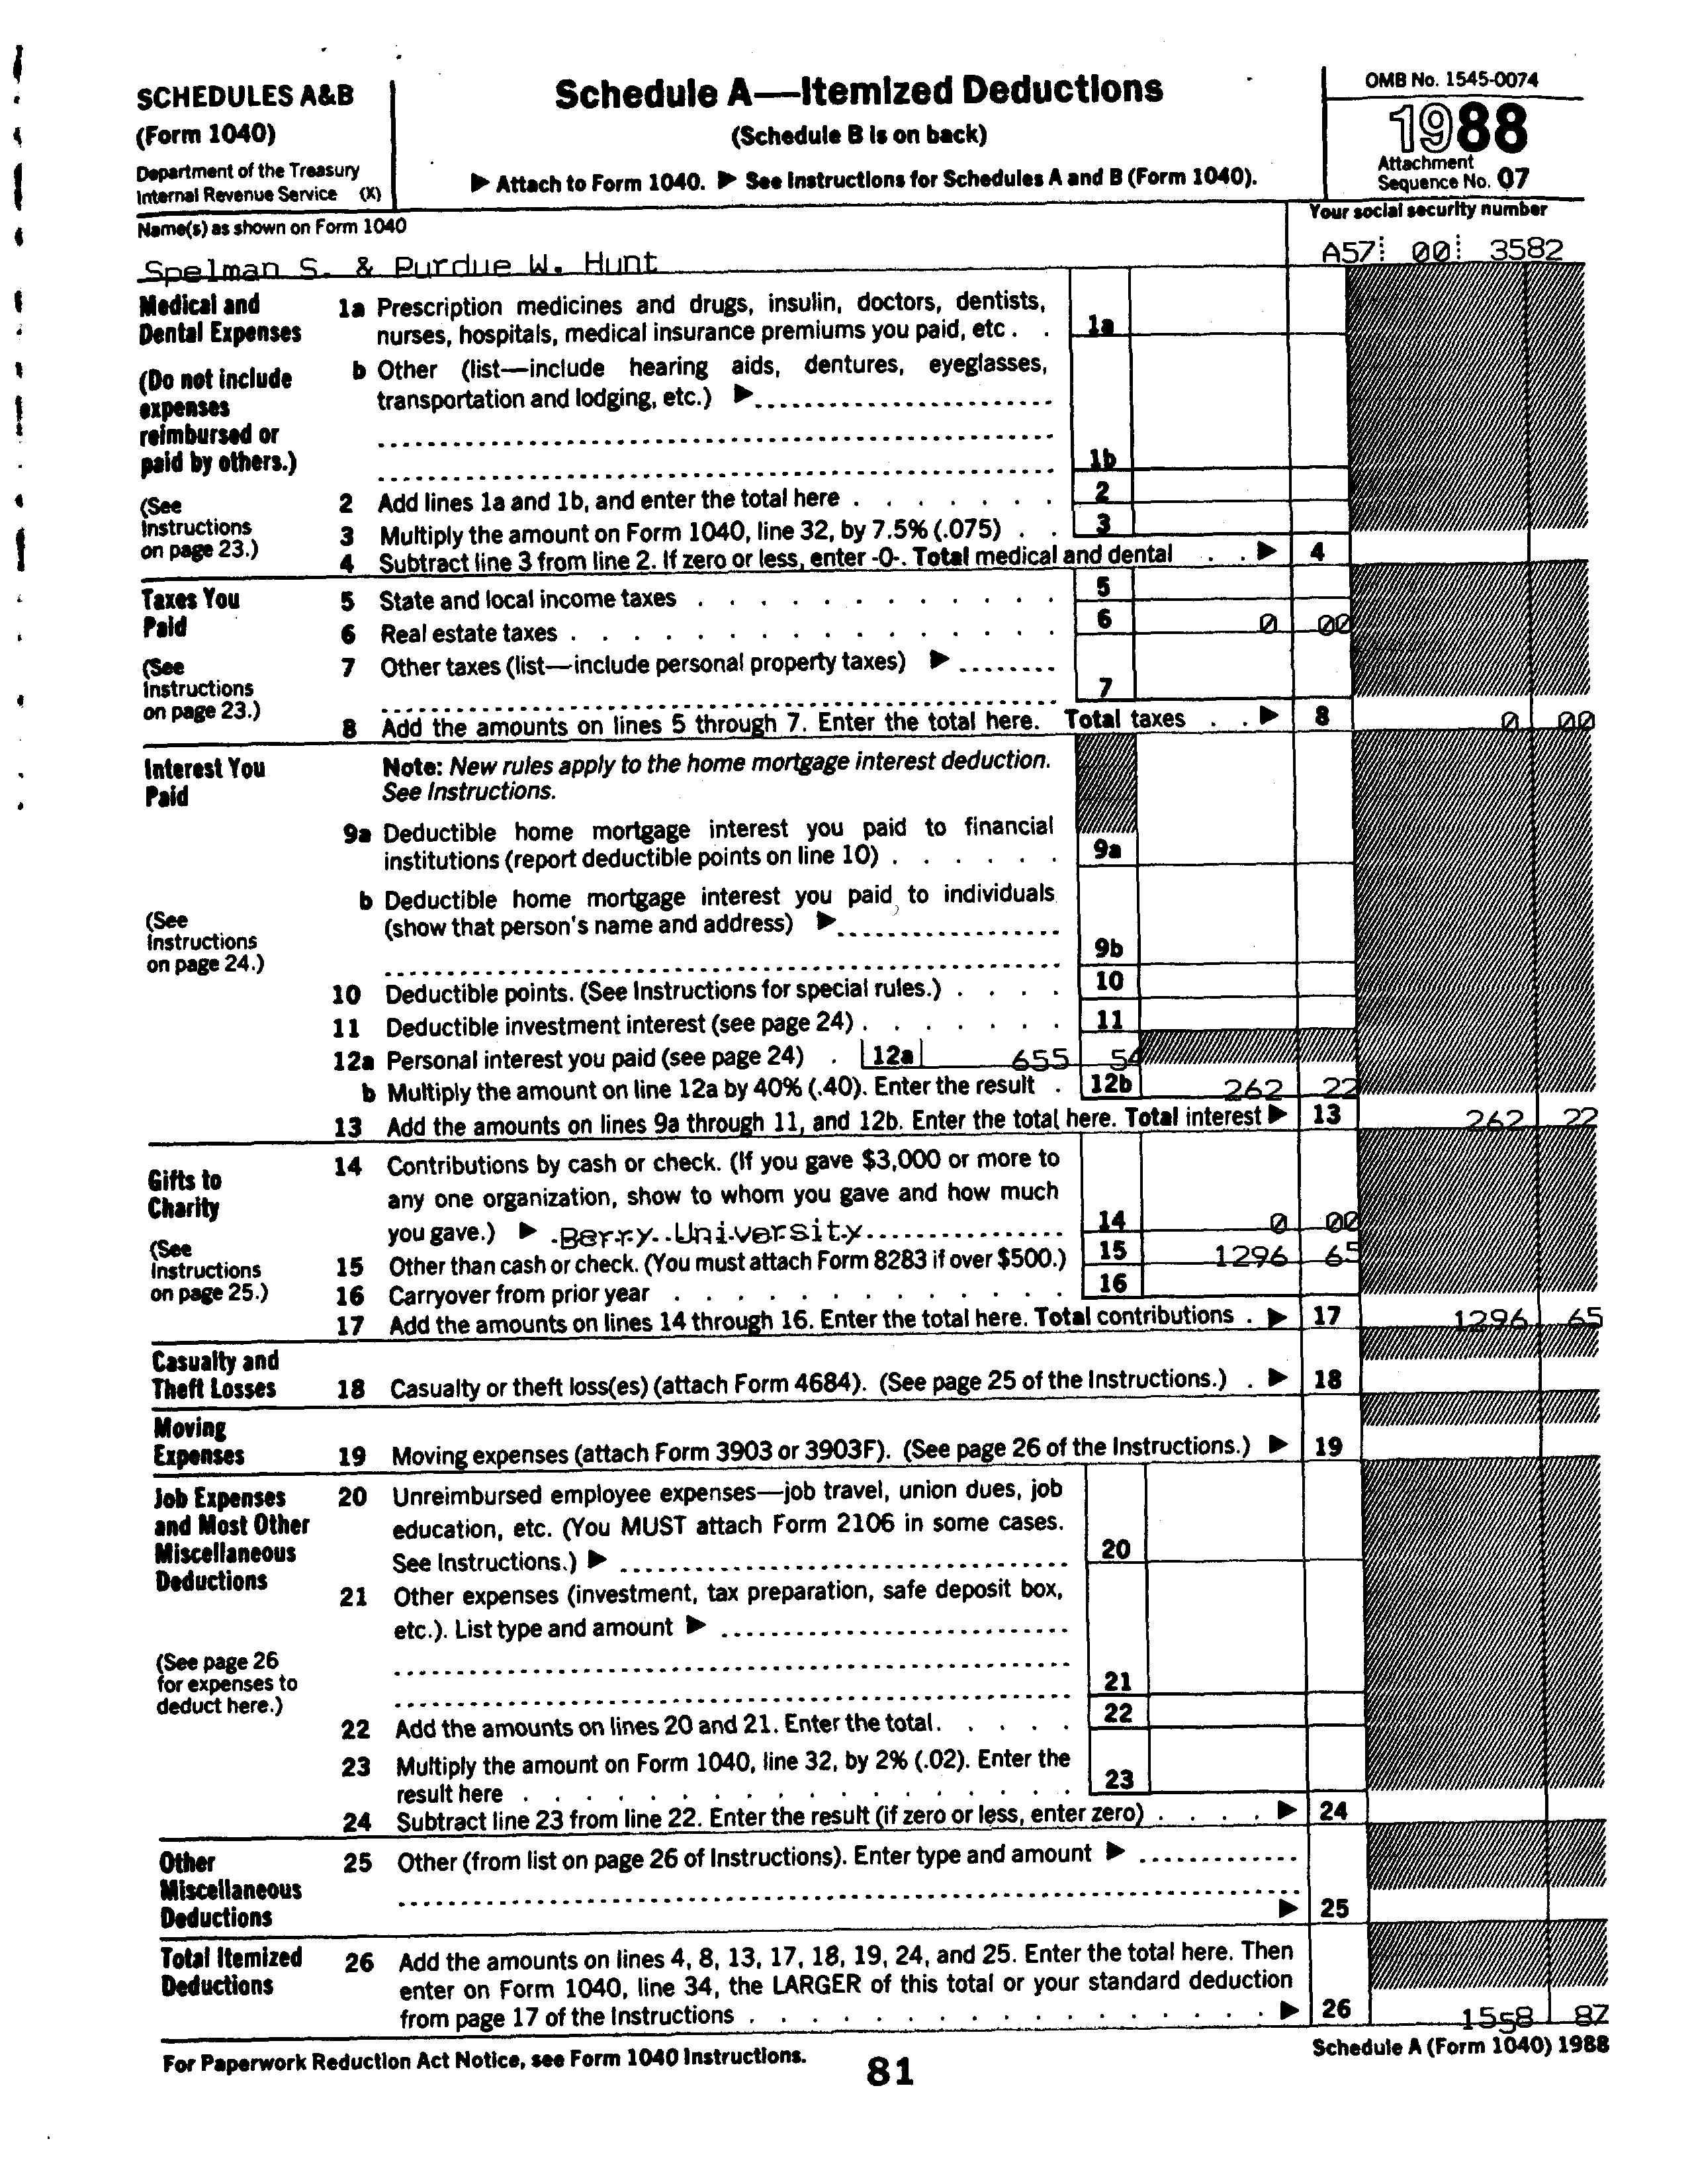 SCHEDULES A&B
(Form 1040)
Department of the Treasury
Internal Revenue Service (X)
Schedule A—Itemized Deductions
(Schedule B is on back)
▶ Attach to Form 1040. ▶ See Instructions for Schedules A and B (Form 1040).
OMB No. 1545-0074
1988
Attachment
Sequence No. 07
Name(s) as shown on Form 1040
Your social security number
Spelman S. & Purdue W. Hunt
A57 00 3582
Medical and
Dental Expenses
(Do not include
expenses
reimbursed or
paid by others.)
(See
Instructions
on page 23.)
1a Prescription medicines and drugs, insulin, doctors, dentists,
nurses, hospitals, medical insurance premiums you paid, etc . . 1a
b Other (list—include hearing aids, dentures, eyeglasses,
transportation and lodging, etc.) ▶
1b
2 Add lines 1a and 1b, and enter the total here . . . . . . . 2
3 Multiply the amount on Form 1040, line 32, by 7.5% (.075) . . 3
4 Subtract line 3 from line 2. If zero or less, enter -0-. Total medical and dental . . ▶ 4
Taxes You
Paid
(See
Instructions
on page 23.)
5 State and local income taxes . . . . . . . . . . . . 5
6 Real estate taxes . . . . . . . . . . . . . . . . 6 0 00
7 Other taxes (list—include personal property taxes) ▶
7
8 Add the amounts on lines 5 through 7. Enter the total here. Total taxes . . ▶ 8 0 00
Interest You
Paid
(See
Instructions
on page 24.)
Note: New rules apply to the home mortgage interest deduction.
See Instructions.
9a Deductible home mortgage interest you paid to financial
institutions (report deductible points on line 10) . . . . . . 9a
b Deductible home mortgage interest you paid to individuals
(show that person's name and address) ▶
9b
10 Deductible points. (See Instructions for special rules.) . . . . 10
11 Deductible investment interest (see page 24) . . . . . . . 11
12a Personal interest you paid (see page 24) . 12a 655 54
b Multiply the amount on line 12a by 40% (.40). Enter the result . 12b 262 22
13 Add the amounts on lines 9a through 11, and 12b. Enter the total here. Total interest ▶ 13 262 22
Gifts to
Charity
(See
Instructions
on page 25.)
14 Contributions by cash or check. (If you gave $3,000 or more to
any one organization, show to whom you gave and how much
you gave.) ▶ Berry University 14 0 00
15 Other than cash or check. (You must attach Form 8283 if over $500.) 15 1296 65
16 Carryover from prior year . . . . . . . . . . . . . 16
17 Add the amounts on lines 14 through 16. Enter the total here. Total contributions . ▶ 17 1296 65
Casualty and
Theft Losses
18 Casualty or theft loss(es) (attach Form 4684). (See page 25 of the Instructions.) . ▶ 18
Moving
Expenses
19 Moving expenses (attach Form 3903 or 3903F). (See page 26 of the Instructions.) ▶ 19
Job Expenses
and Most Other
Miscellaneous
Deductions
(See page 26
for expenses to
deduct here.)
20 Unreimbursed employee expenses—job travel, union dues, job
education, etc. (You MUST attach Form 2106 in some cases.
See Instructions.) ▶ 20
21 Other expenses (investment, tax preparation, safe deposit box,
etc.). List type and amount ▶
21
22 Add the amounts on lines 20 and 21. Enter the total . . . . . 22
23 Multiply the amount on Form 1040, line 32, by 2% (.02). Enter the
result here . . . . . . . . . . . . . . . . . . 23
24 Subtract line 23 from line 22. Enter the result (if zero or less, enter zero) . . . . ▶ 24
Other
Miscellaneous
Deductions
25 Other (from list on page 26 of Instructions). Enter type and amount ▶
▶ 25
Total Itemized
Deductions
26 Add the amounts on lines 4, 8, 13, 17, 18, 19, 24, and 25. Enter the total here. Then
enter on Form 1040, line 34, the LARGER of this total or your standard deduction
from page 17 of the Instructions . . . . . . . . . . . . . . . . . ▶ 26 1558 87
For Paperwork Reduction Act Notice, see Form 1040 Instructions.
81
Schedule A (Form 1040) 1988